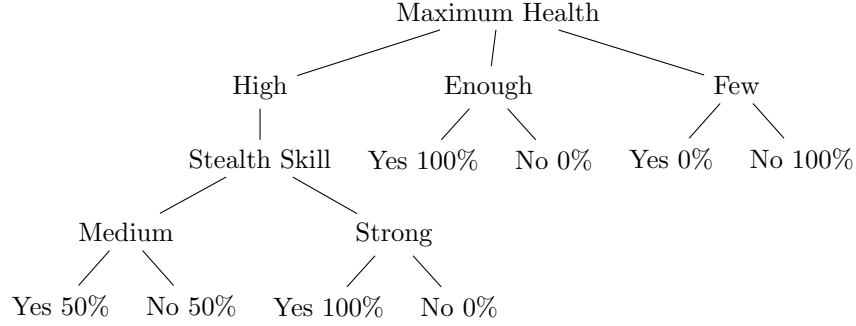 Maximum Health
High Enough Few
Stealth Skill Yes 100% No 0% Yes 0% No 100%
Medium Strong
Yes 50% No 50% Yes 100% No 0%